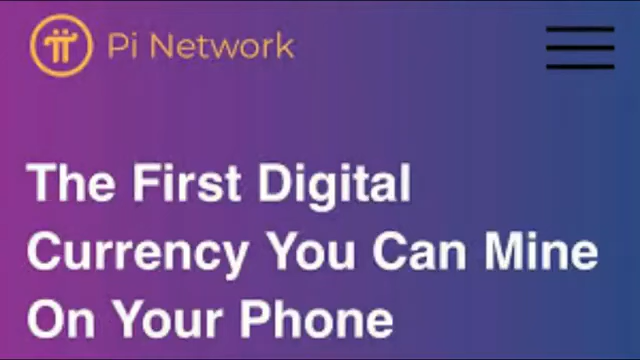 Pi Network
The First Digital
Currency You Can Mine
On Your Phone